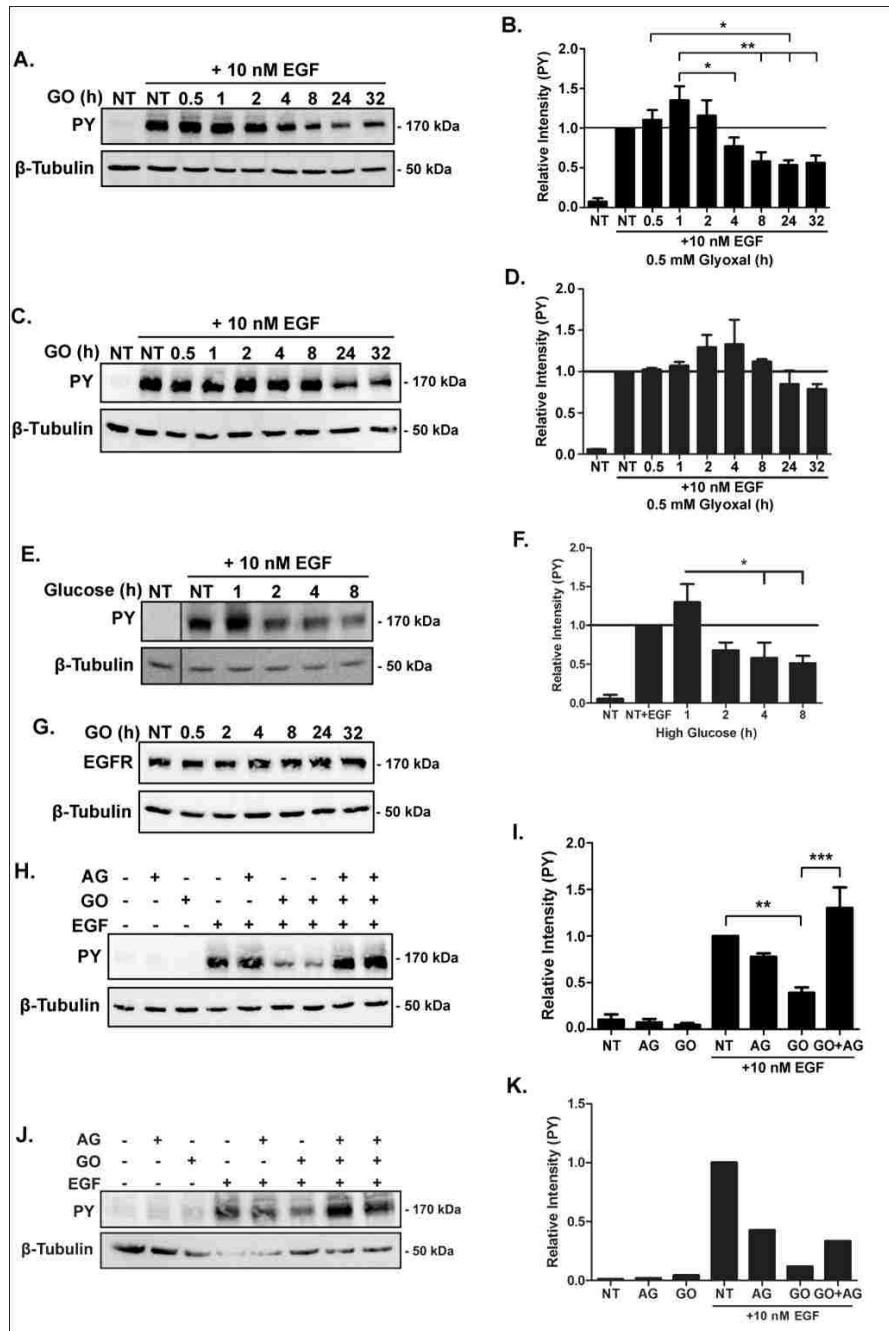 A.
+ 10 nM EGF
GO (h) NT NT 0.5 1 2 4 8 24 32
PY - 170 kDa
β-Tubulin - 50 kDa
B.
Relative Intensity (PY)
2.0
1.5
1.0
0.5
0.0
* ** *
NT NT 0.5 1 2 4 8 24 32
+10 nM EGF
0.5 mM Glyoxal (h)
C.
+ 10 nM EGF
GO (h) NT NT 0.5 1 2 4 8 24 32
PY - 170 kDa
β-Tubulin - 50 kDa
D.
Relative Intensity (PY)
2.0
1.5
1.0
0.5
0.0
NT NT 0.5 1 2 4 8 24 32
+10 nM EGF
0.5 mM Glyoxal (h)
E.
+ 10 nM EGF
Glucose (h) NT NT 1 2 4 8
PY - 170 kDa
β-Tubulin - 50 kDa
F.
Relative Intensity (PY)
2.0
1.5
1.0
0.5
0.0
*
NT NT+EGF 1 2 4 8
High Glucose (h)
G.
GO (h) NT 0.5 2 4 8 24 32
EGFR - 170 kDa
β-Tubulin - 50 kDa
H.
AG - + - - + - - + +
GO - - + - - + + + +
EGF - - - + + + + + +
PY - 170 kDa
β-Tubulin - 50 kDa
I.
Relative Intensity (PY)
2.0
1.5
1.0
0.5
0.0
** ***
NT AG GO NT AG GO GO+AG
+10 nM EGF
J.
AG - + - - + - + +
GO - - + - - + + +
EGF - - - + + + + +
PY - 170 kDa
β-Tubulin - 50 kDa
K.
Relative Intensity (PY)
1.5
1.0
0.5
0.0
NT AG GO NT AG GO GO+AG
+10 nM EGF